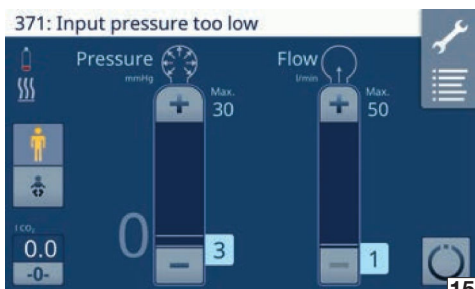 371: Input pressure too low
Pressure
mmHg
Max.
30
+
0
3
−
Flow
l/min
Max.
50
+
1
−
l CO₂
0.0
-0-
15